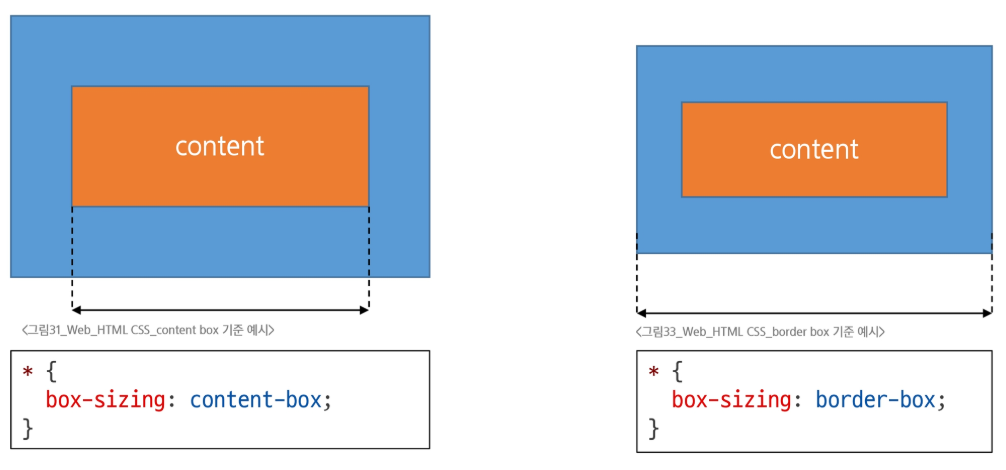 content
<그림31_Web_HTML CSS_content box 기준 예시>
* {
  box-sizing: content-box;
}
content
<그림33_Web_HTML CSS_border box 기준 예시>
* {
  box-sizing: border-box;
}